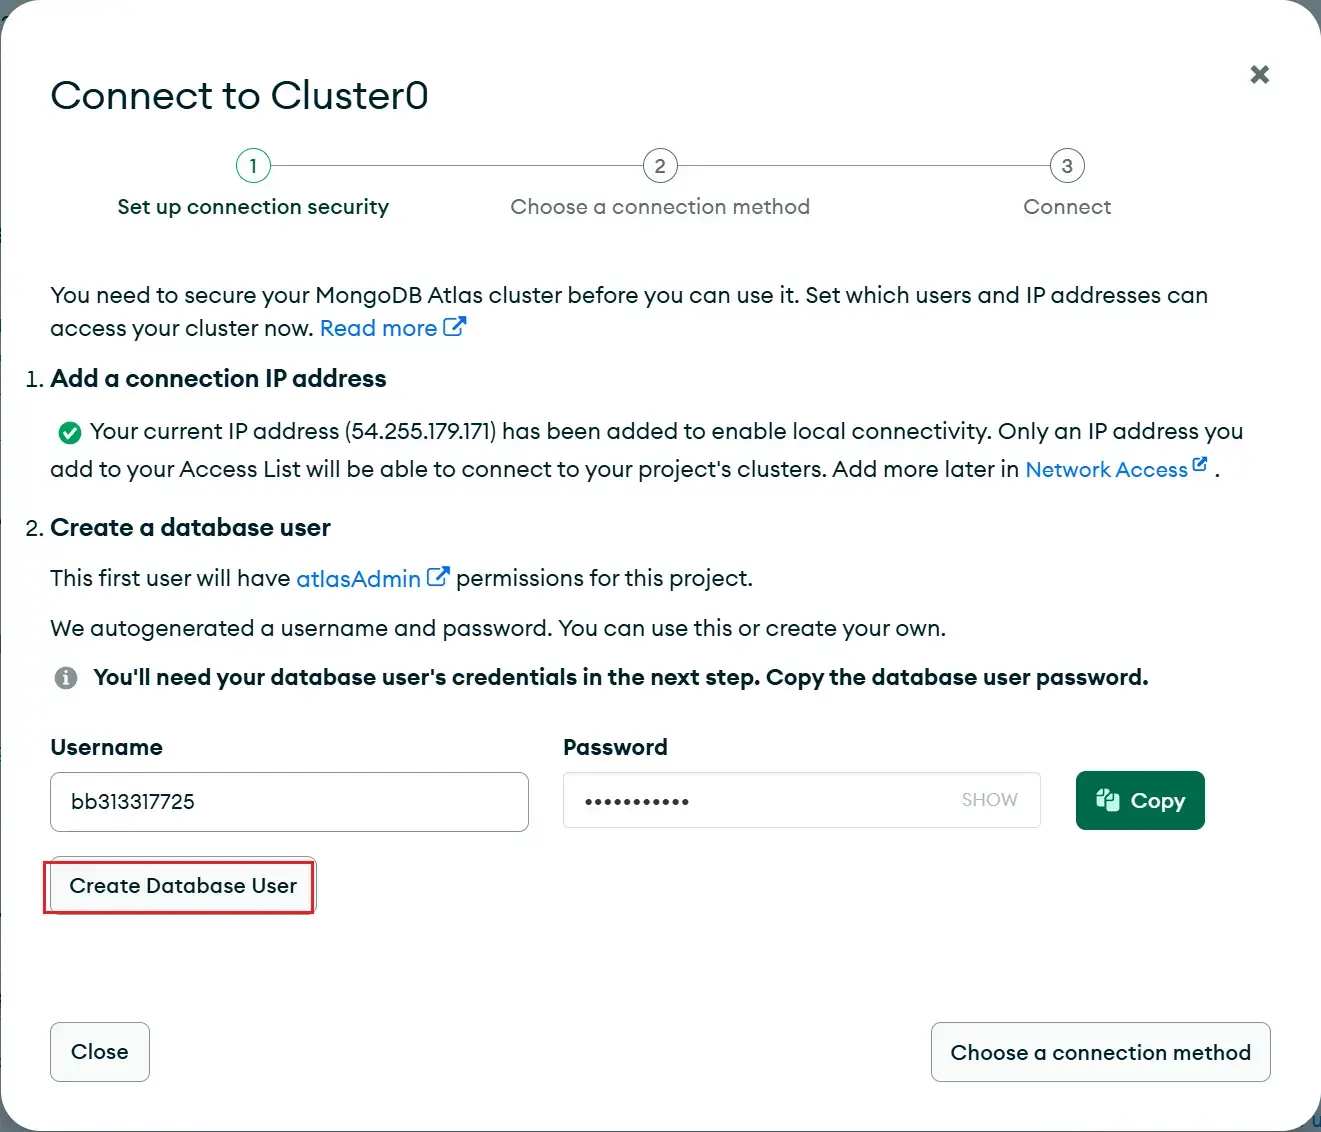 Connect to Cluster0
1
2
3
Set up connection security
Choose a connection method
Connect
You need to secure your MongoDB Atlas cluster before you can use it. Set which users and IP addresses can
access your cluster now. Read more
1. Add a connection IP address
Your current IP address (54.255.179.171) has been added to enable local connectivity. Only an IP address you
add to your Access List will be able to connect to your project's clusters. Add more later in Network Access .
2. Create a database user
This first user will have atlasAdmin permissions for this project.
We autogenerated a username and password. You can use this or create your own.
You'll need your database user's credentials in the next step. Copy the database user password.
Username
Password
bb313317725
••••••••••• SHOW
Copy
Create Database User
Close
Choose a connection method